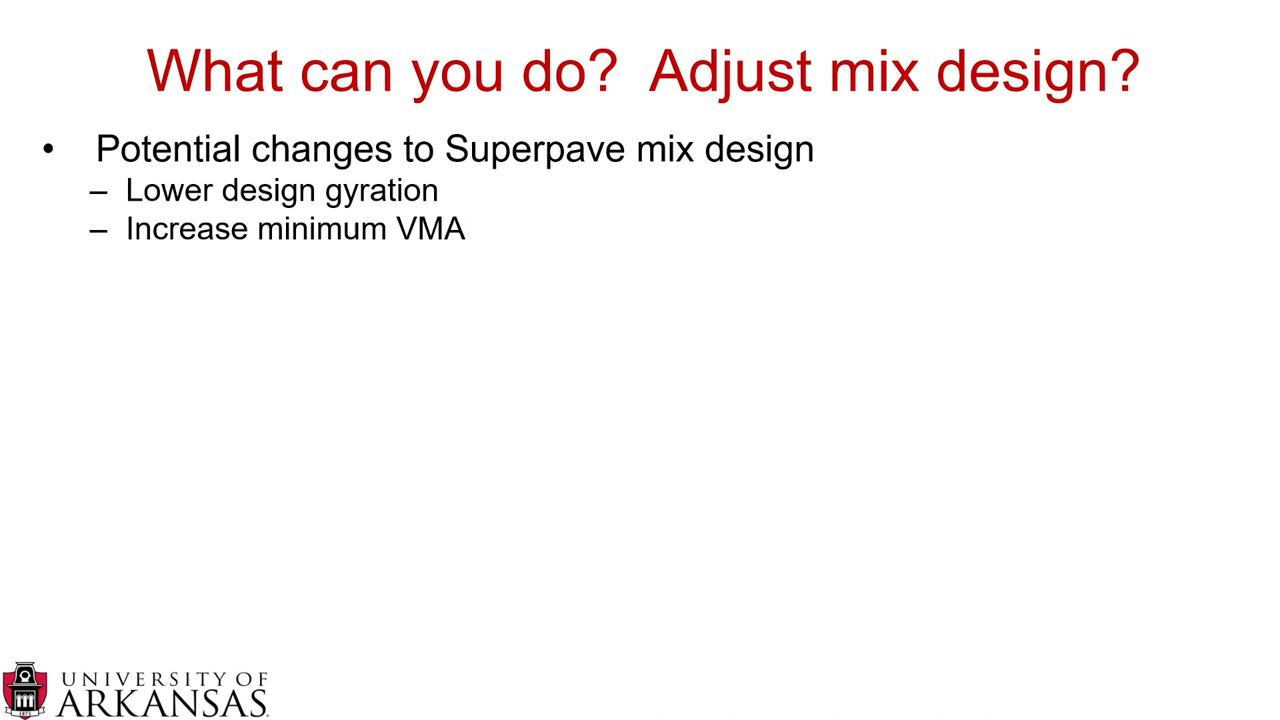 What can you do?  Adjust mix design?
• Potential changes to Superpave mix design
– Lower design gyration
– Increase minimum VMA
UNIVERSITY OF
ARKANSAS